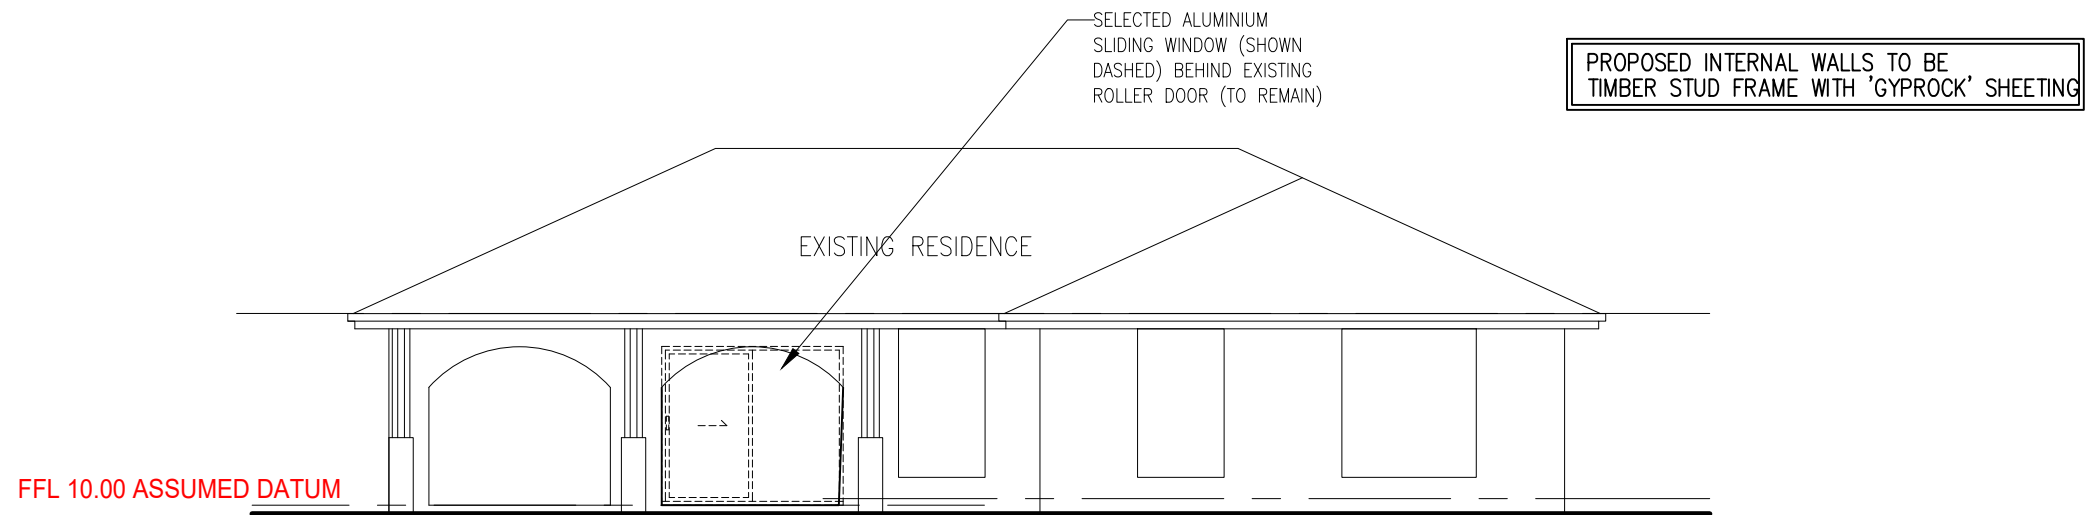 SELECTED ALUMINIUM
SLIDING WINDOW (SHOWN
DASHED) BEHIND EXISTING
ROLLER DOOR (TO REMAIN)
PROPOSED INTERNAL WALLS TO BE
TIMBER STUD FRAME WITH 'GYPROCK' SHEETING
EXISTING RESIDENCE
FFL 10.00 ASSUMED DATUM